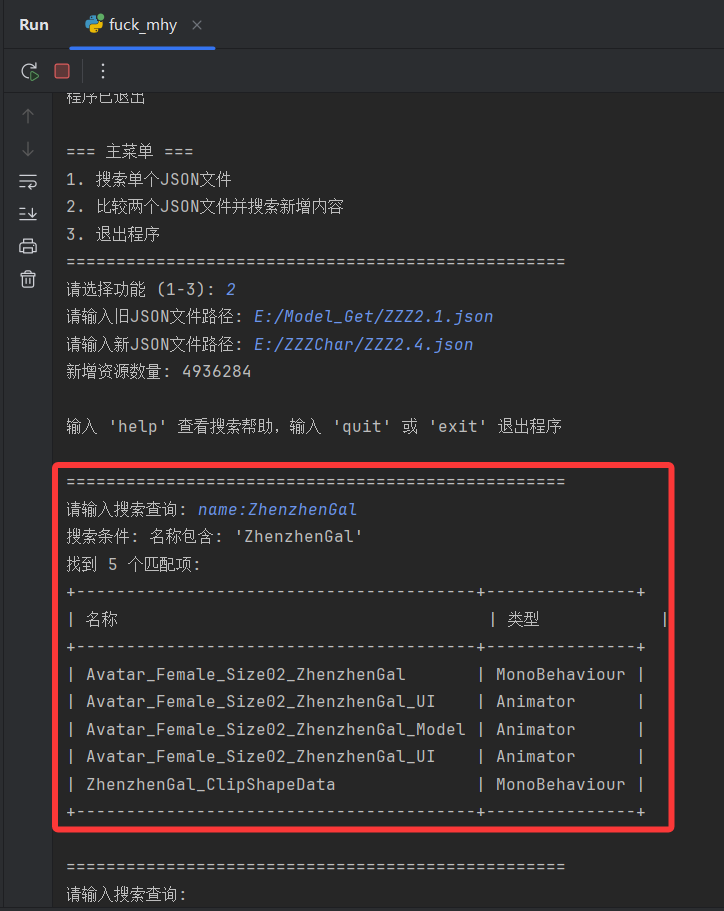 Run
fuck_mhy
程序已退出
=== 主菜单 ===
1. 搜索单个JSON文件
2. 比较两个JSON文件并搜索新增内容
3. 退出程序
==================================================
请选择功能 (1-3): 2
请输入旧JSON文件路径: E:/Model_Get/ZZZ2.1.json
请输入新JSON文件路径: E:/ZZZChar/ZZZ2.4.json
新增资源数量: 4936284
输入 'help' 查看搜索帮助，输入 'quit' 或 'exit' 退出程序
==================================================
请输入搜索查询: name:ZhenzhenGal
搜索条件: 名称包含: 'ZhenzhenGal'
找到 5 个匹配项:
+----------------------------------------+---------------+
| 名称 | 类型 |
+----------------------------------------+---------------+
| Avatar_Female_Size02_ZhenzhenGal | MonoBehaviour |
| Avatar_Female_Size02_ZhenzhenGal_UI | Animator |
| Avatar_Female_Size02_ZhenzhenGal_Model | Animator |
| Avatar_Female_Size02_ZhenzhenGal_UI | Animator |
| ZhenzhenGal_ClipShapeData | MonoBehaviour |
+----------------------------------------+---------------+
==================================================
请输入搜索查询: